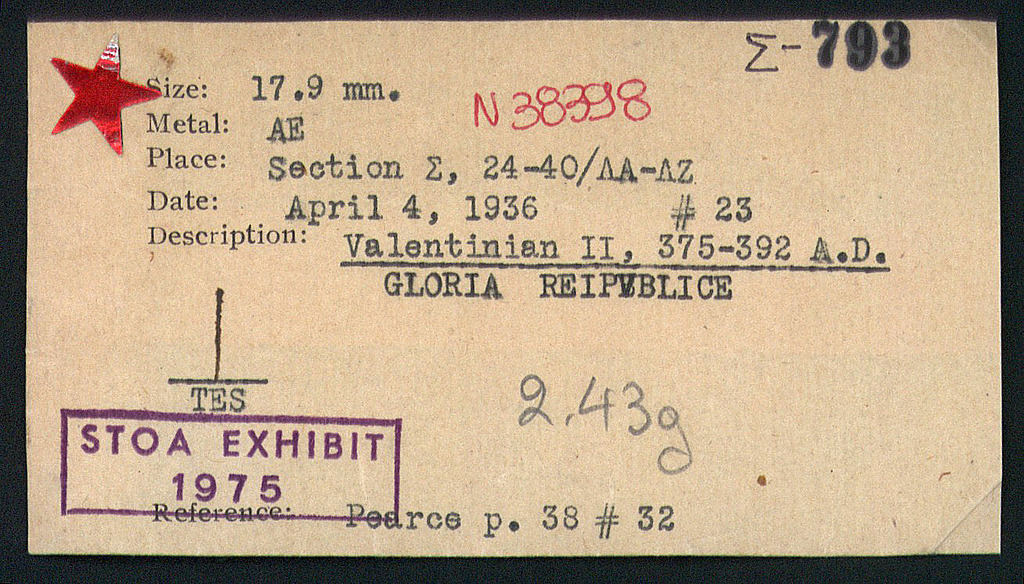 Σ-793
Size: 17.9 mm.
N 38398
Metal: AE
Place: Section Σ, 24-40/ΛΑ-ΛΖ
Date: April 4, 1936 # 23
Description: Valentinian II, 375-392 A.D.
GLORIA REIPVBLICE
TES
2.43g
STOA EXHIBIT
1975
Reference: Pearce p. 38 # 32